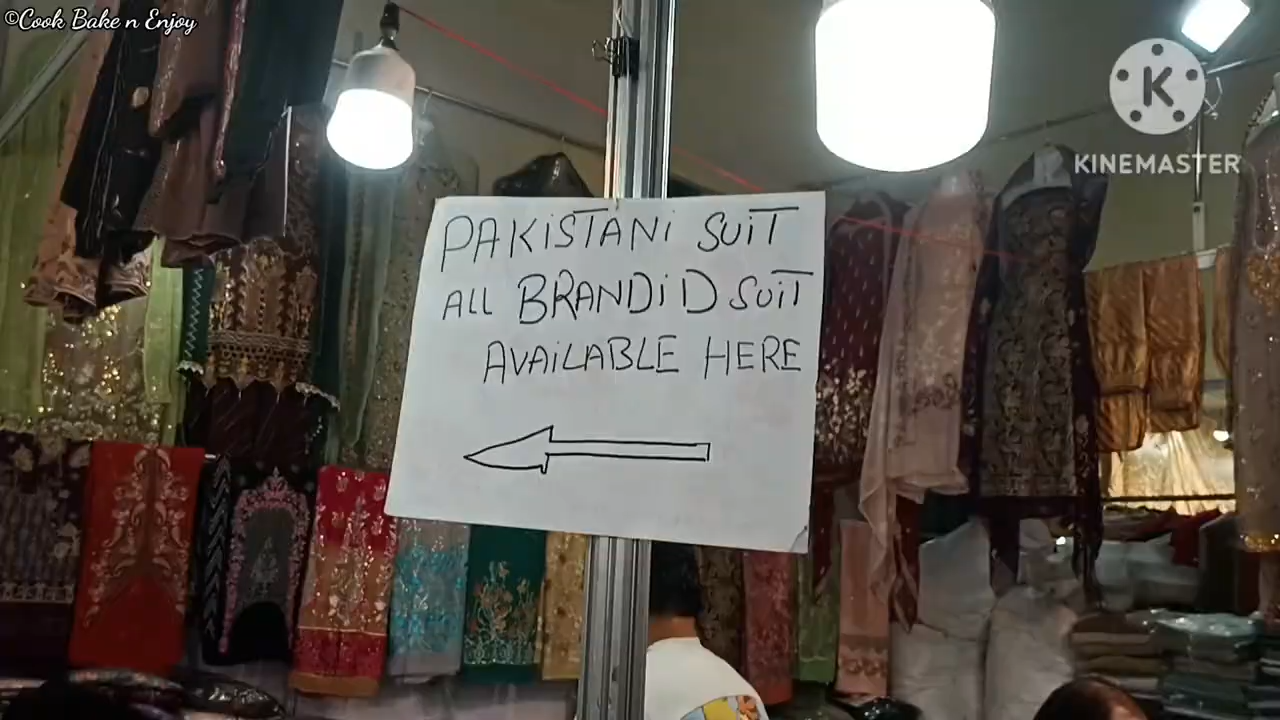 ©Cook Bake n Enjoy
K
KINEMASTER
PAKISTANI SUIT
ALL BRANDID SUIT
AVAILABLE HERE